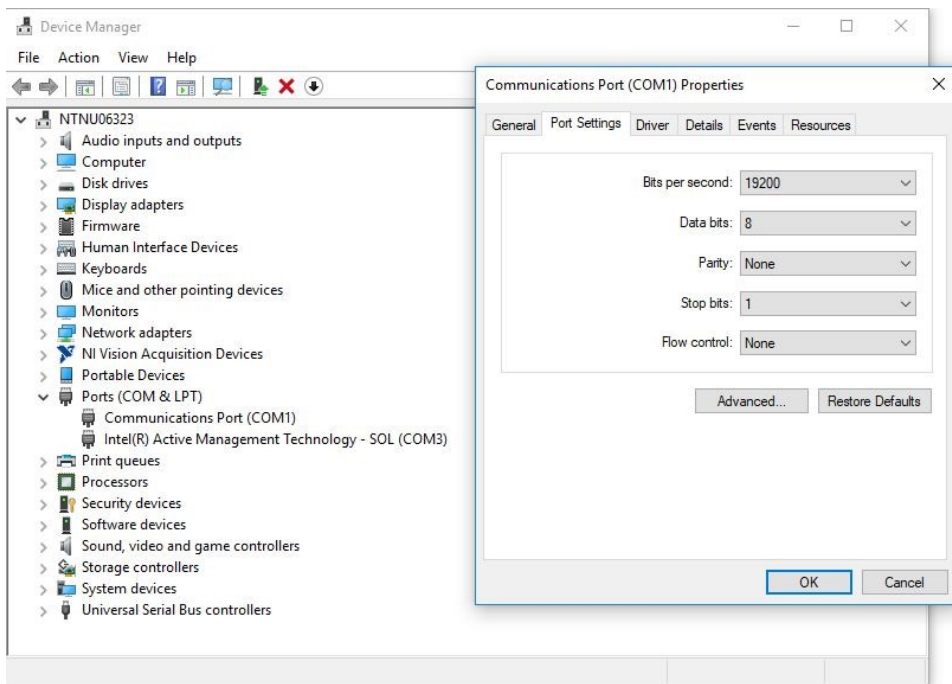 Device Manager
File Action View Help
NTNU06323
Audio inputs and outputs
Computer
Disk drives
Display adapters
Firmware
Human Interface Devices
Keyboards
Mice and other pointing devices
Monitors
Network adapters
NI Vision Acquisition Devices
Portable Devices
Ports (COM & LPT)
Communications Port (COM1)
Intel(R) Active Management Technology - SOL (COM3)
Print queues
Processors
Security devices
Software devices
Sound, video and game controllers
Storage controllers
System devices
Universal Serial Bus controllers
Communications Port (COM1) Properties
General Port Settings Driver Details Events Resources
Bits per second: 19200
Data bits: 8
Parity: None
Stop bits: 1
Flow control: None
Advanced... Restore Defaults
OK Cancel